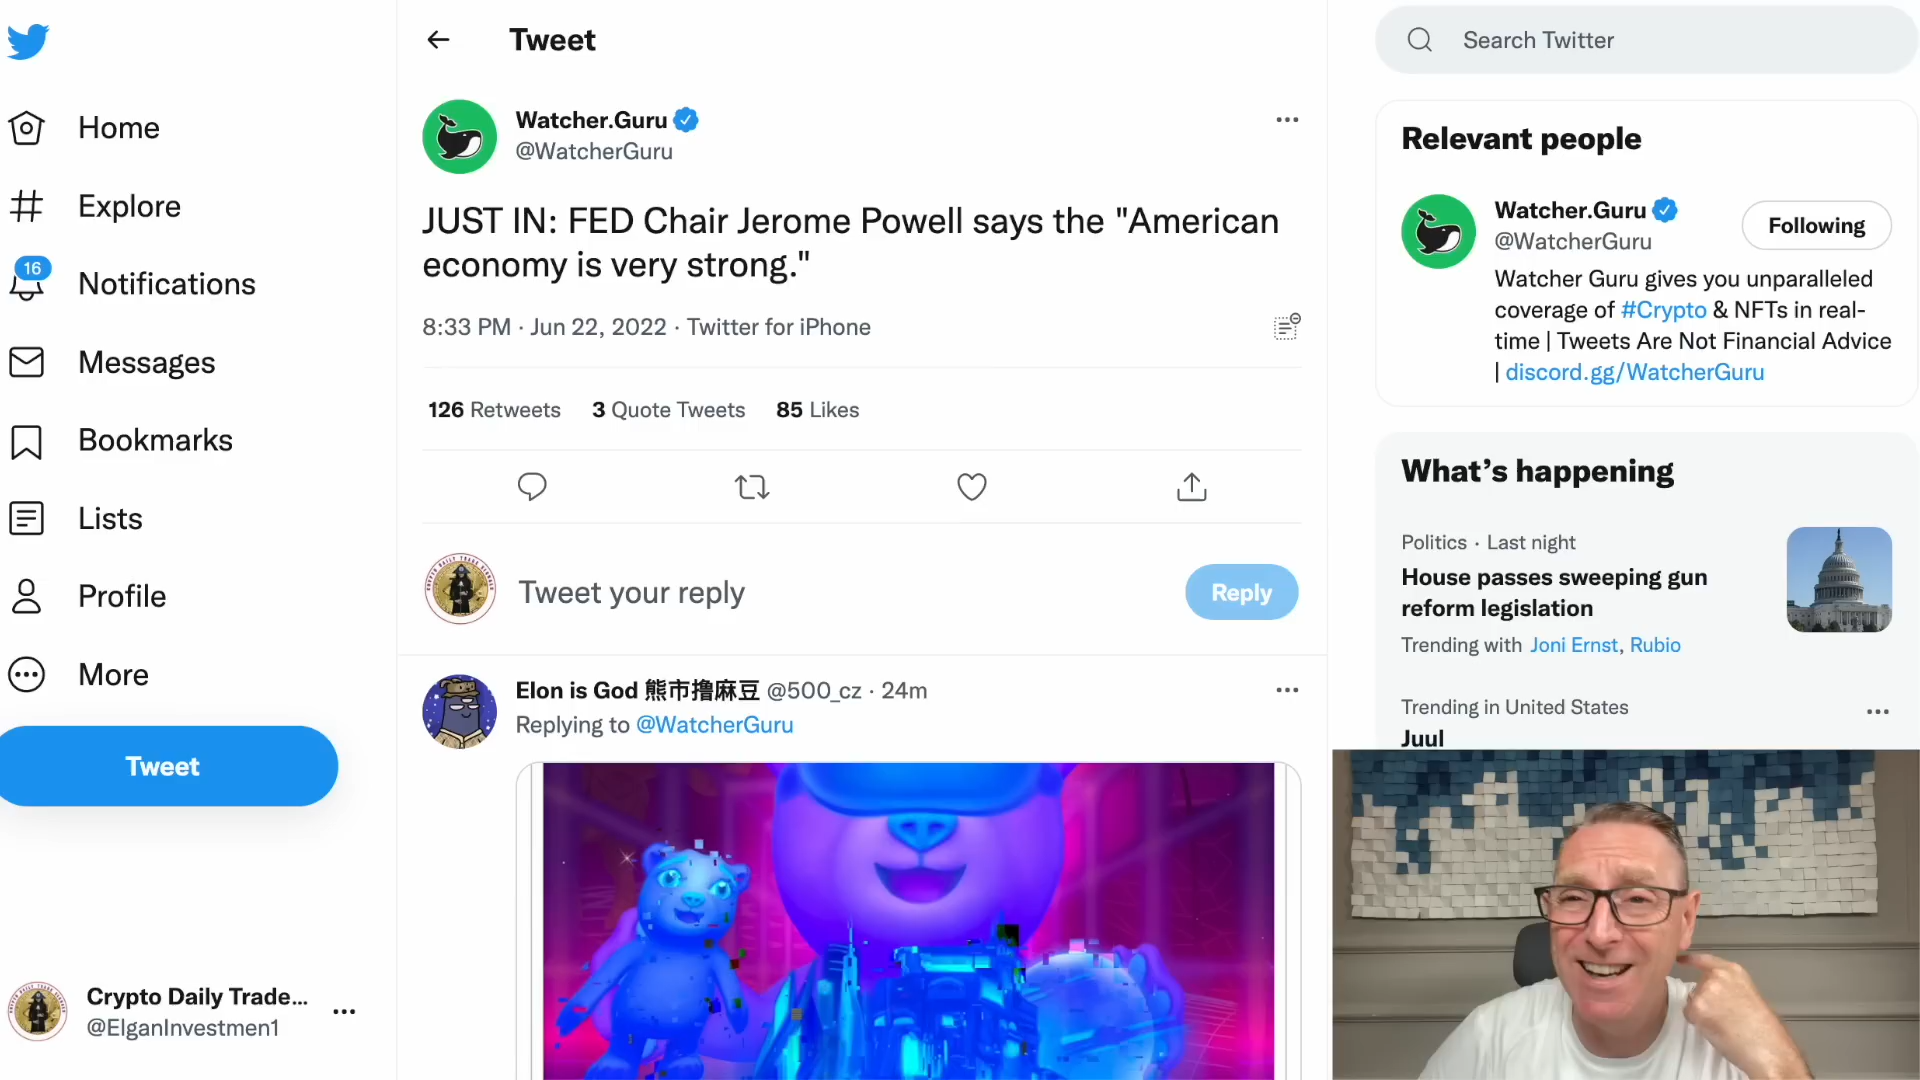 Home
Explore
16
Notifications
Messages
Bookmarks
Lists
Profile
More
Tweet
Crypto Daily Trade...
@ElganInvestmen1
Tweet
Watcher.Guru
@WatcherGuru
JUST IN: FED Chair Jerome Powell says the "American
economy is very strong."
8:33 PM · Jun 22, 2022 · Twitter for iPhone
126 Retweets 3 Quote Tweets 85 Likes
Tweet your reply
Reply
Elon is God 熊市撸麻豆 @500_cz · 24m
Replying to @WatcherGuru
Search Twitter
Relevant people
Watcher.Guru
@WatcherGuru
Following
Watcher Guru gives you unparalleled
coverage of #Crypto & NFTs in real-
time | Tweets Are Not Financial Advice
| discord.gg/WatcherGuru
What's happening
Politics · Last night
House passes sweeping gun
reform legislation
Trending with Joni Ernst, Rubio
Trending in United States
Juul